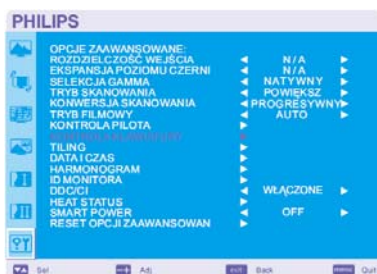 PHILIPS
OPCJE ZAAWANSOWANE:
ROZDZIELCZOŚĆ WEJŚCIA N/A
EKSPANSJA POZIOMU CZERNI N/A
SELEKCJA GAMMA NATYWNY
TRYB SKANOWANIA POWIĘKSZ
KONWERSJA SKANOWANIA PROGRESYWNY
TRYB FILMOWY AUTO
KONTROLA PILOTA
TILING
DATA I CZAS
HARMONOGRAM
ID MONITORA
DDC/CI WŁĄCZONE
HEAT STATUS
SMART POWER OFF
RESET OPCJI ZAAWANSOWAN
Sel Adj EXIT Back MENU Quit